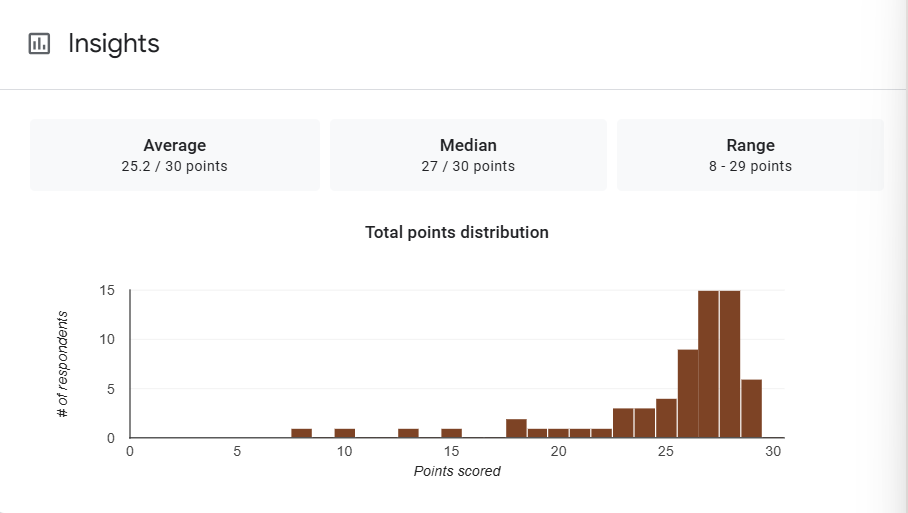 Insights
Average
25.2 / 30 points
Median
27 / 30 points
Range
8 - 29 points
Total points distribution
# of respondents
15
10
5
0
0 5 10 15 20 25 30
Points scored